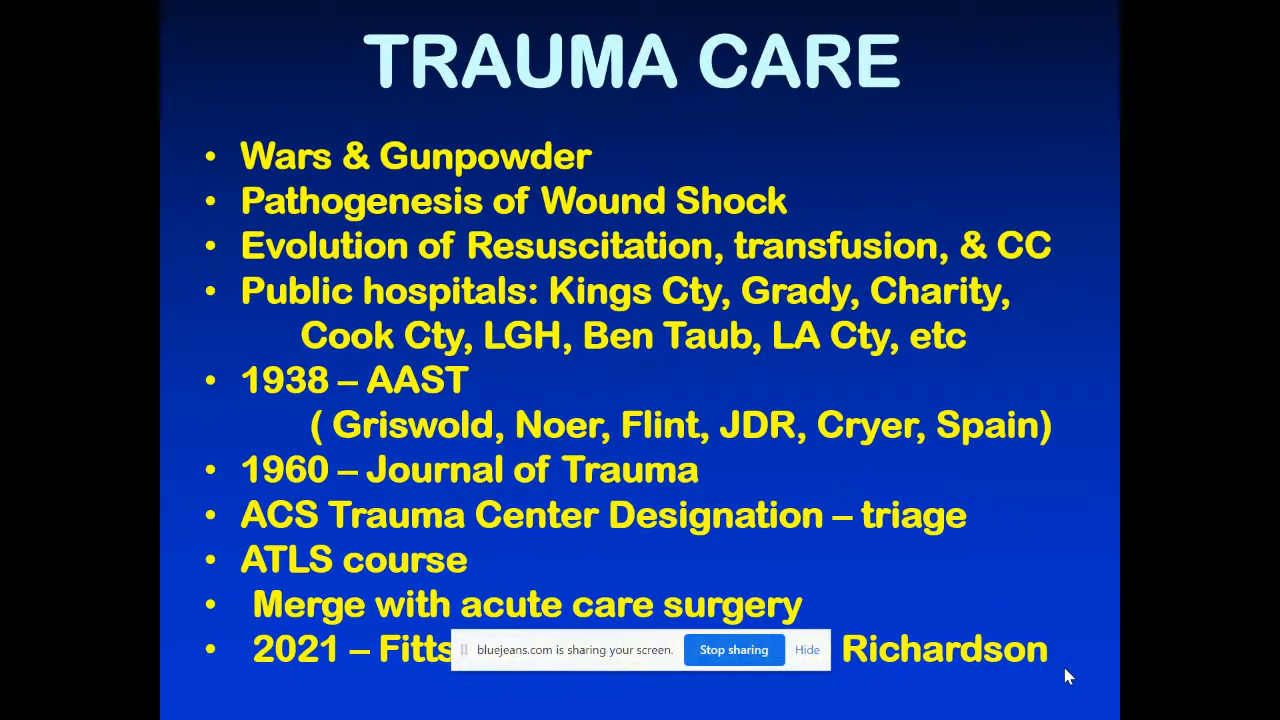 TRAUMA CARE
• Wars & Gunpowder
• Pathogenesis of Wound Shock
• Evolution of Resuscitation, transfusion, & CC
• Public hospitals: Kings Cty, Grady, Charity,
Cook Cty, LGH, Ben Taub, LA Cty, etc
• 1938 – AAST
( Griswold, Noer, Flint, JDR, Cryer, Spain)
• 1960 – Journal of Trauma
• ACS Trauma Center Designation – triage
• ATLS course
• Merge with acute care surgery
• 2021 – Fitts Richardson
bluejeans.com is sharing your screen. Stop sharing Hide